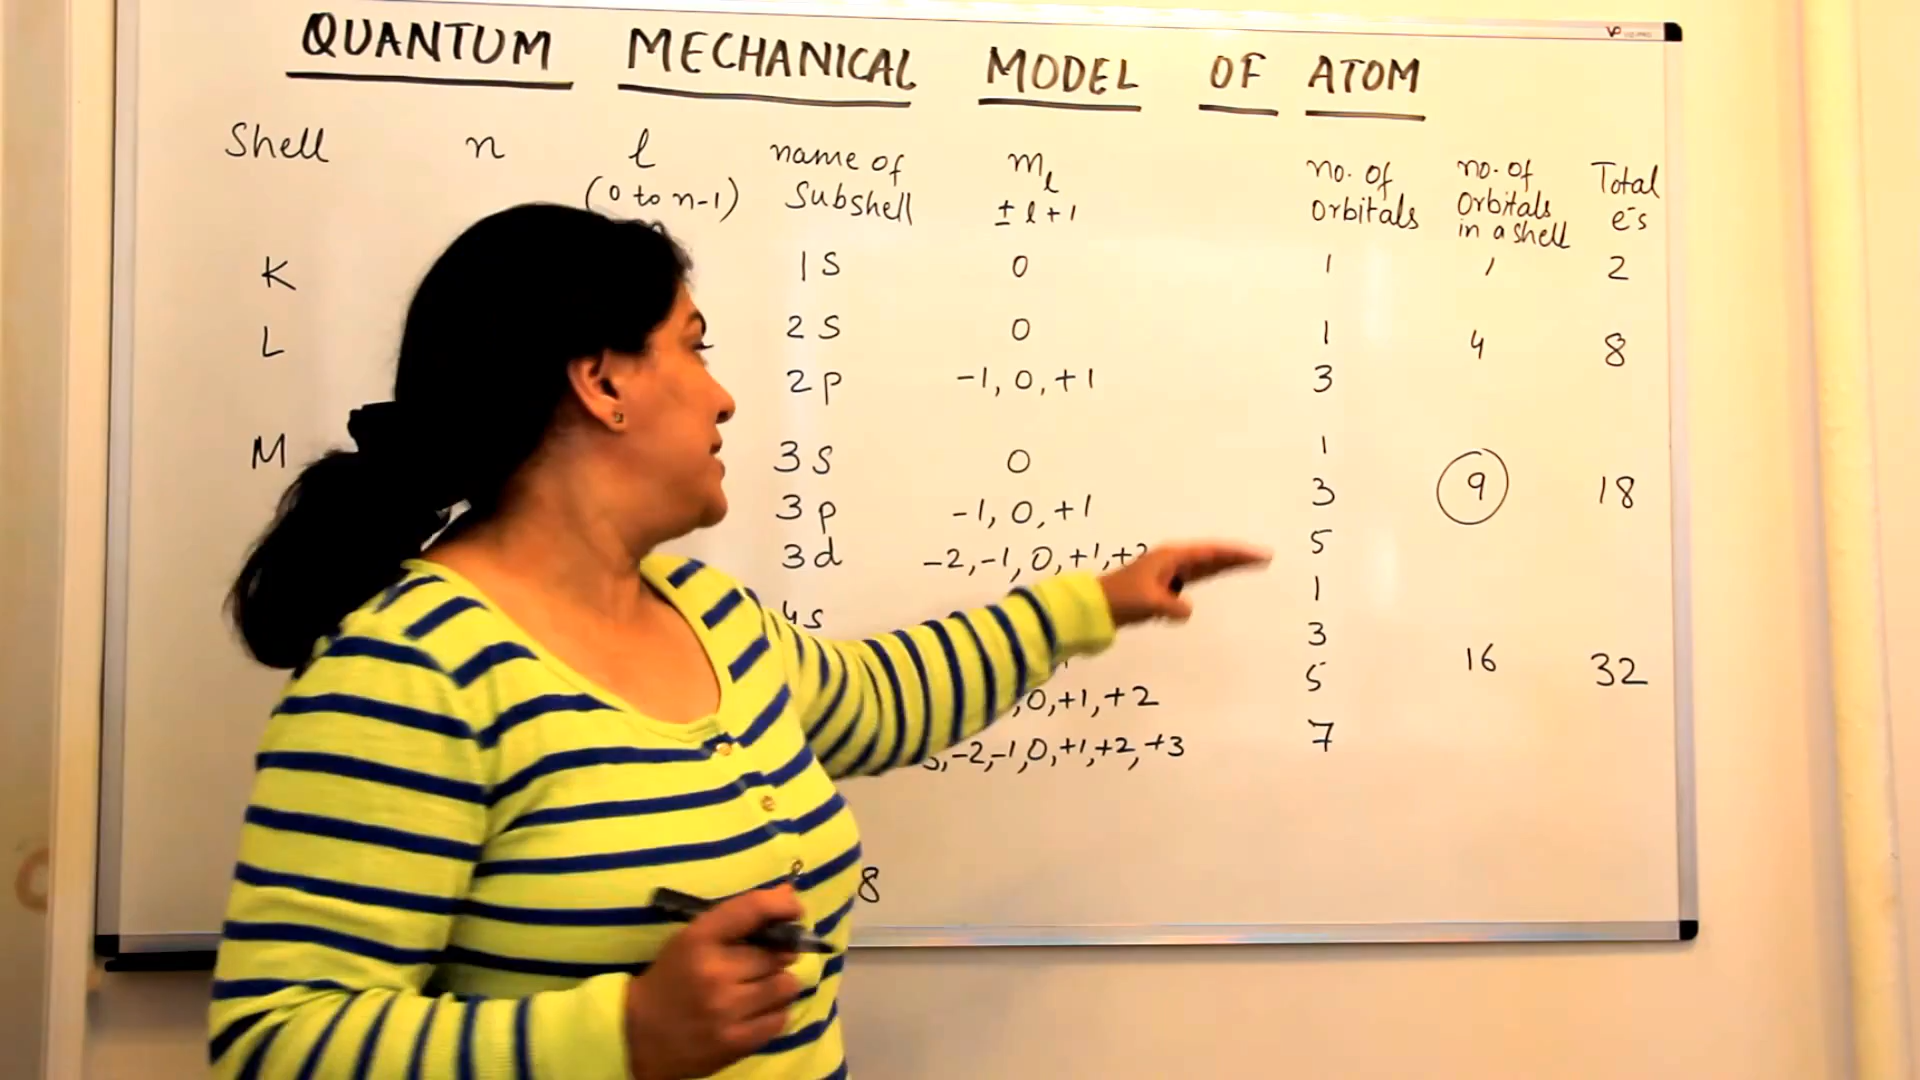 QUANTUM MECHANICAL MODEL OF ATOM
Shell n l name of ml no. of no. of Total
(0 to n-1) Subshell ± l + 1 orbitals Orbitals e⁻s
in a shell
K 1s 0 1 1 2
L 2s 0 1 4 8
2p -1, 0, +1 3
M 3s 0 1
3p -1, 0, +1 3 9 18
3d -2, -1, 0, +1, 5
4s 1
3 16 32
0, +1, +2 5
-2, -1, 0, +1, +2, +3 7
8